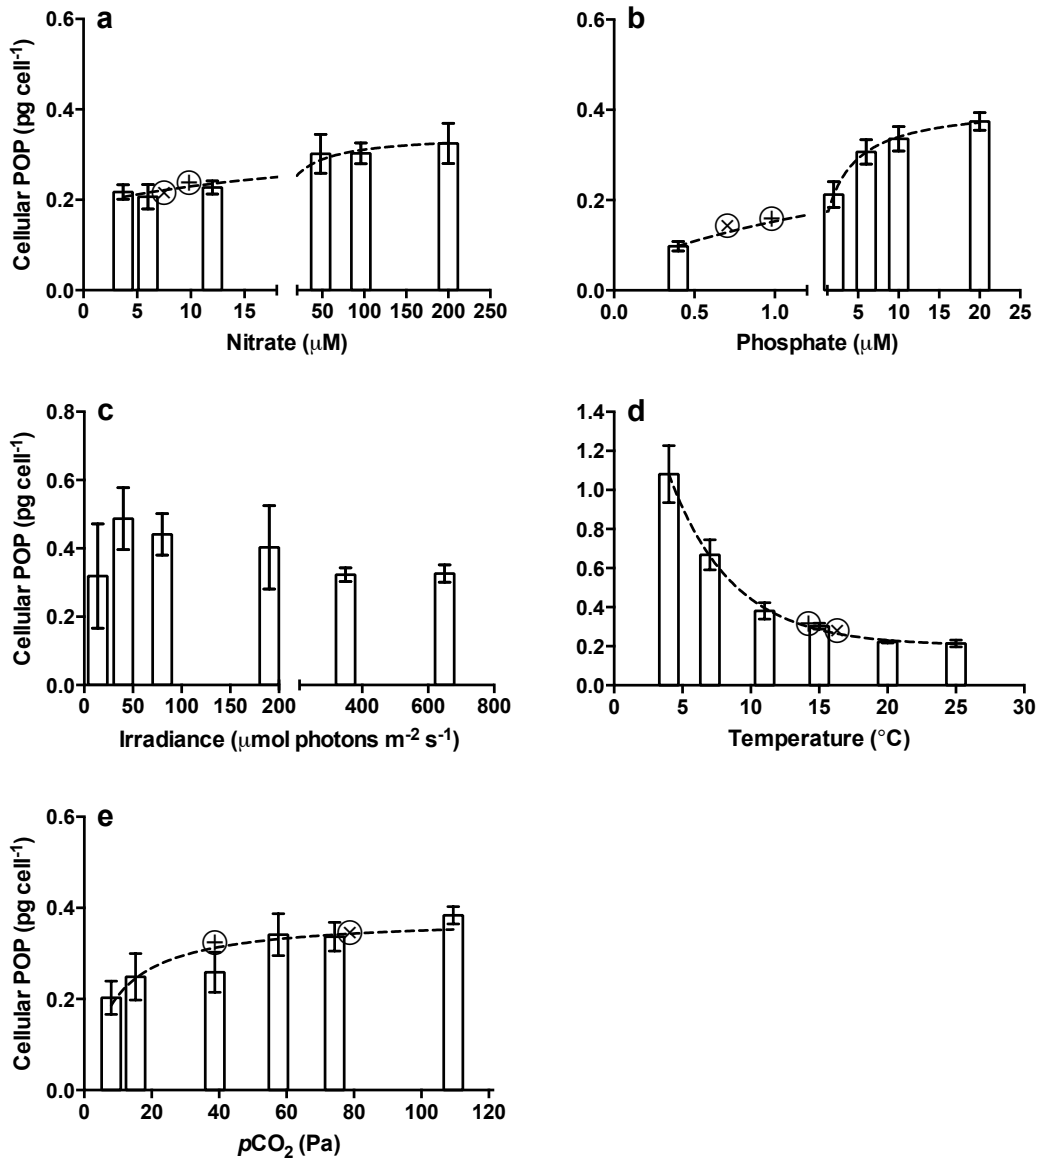 a
0.6
0.4
0.2
0.0
Cellular POP (pg cell-1)
0 5 10 15 50 100 150 200 250
Nitrate (μM)
b
0.6
0.4
0.2
0.0
Cellular POP (pg cell-1)
0.0 0.5 1.0 5 10 15 20 25
Phosphate (μM)
c
0.8
0.6
0.4
0.2
0.0
Cellular POP (pg cell-1)
0 50 100 150 200 400 600 800
Irradiance (μmol photons m-2 s-1)
d
1.4
1.2
1.0
0.8
0.6
0.4
0.2
0.0
Cellular POP (pg cell-1)
0 5 10 15 20 25 30
Temperature (°C)
e
0.6
0.4
0.2
0.0
Cellular POP (pg cell-1)
0 20 40 60 80 100 120
pCO2 (Pa)